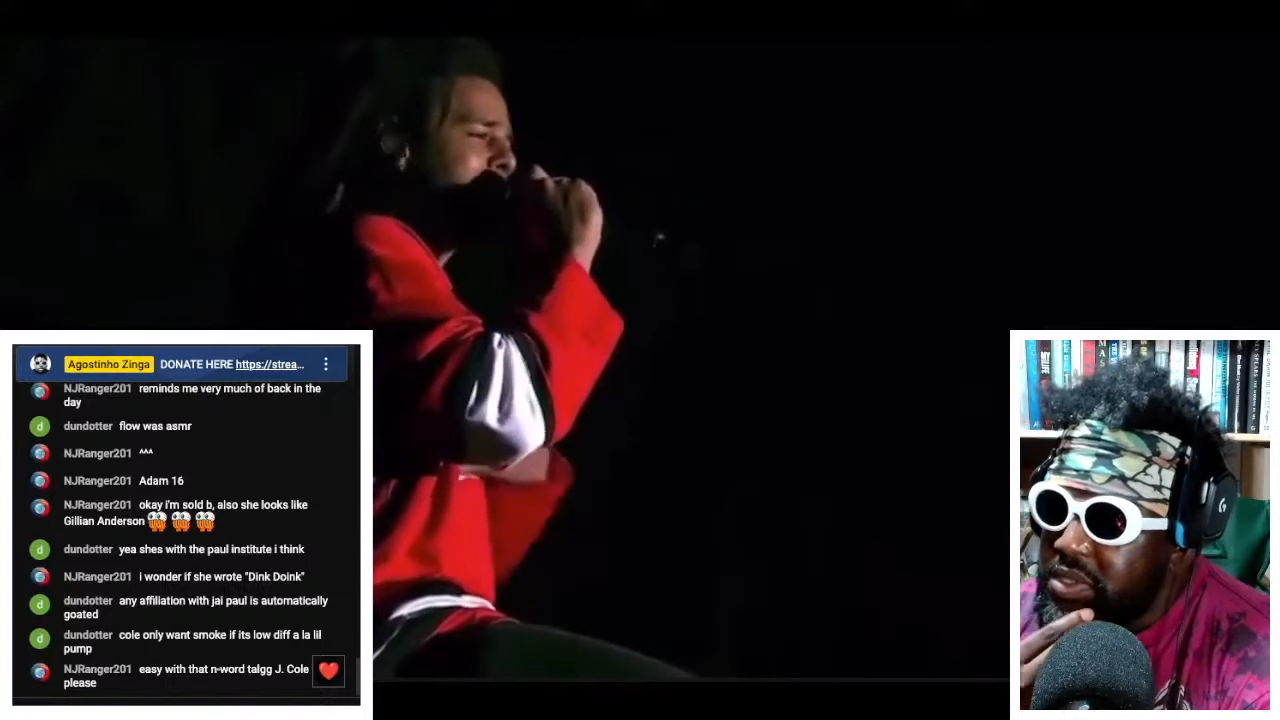 Agostinho Zinga DONATE HERE https://strea...
NJRanger201 reminds me very much of back in the
day
dundotter flow was asmr
NJRanger201 ^^^
NJRanger201 Adam 16
NJRanger201 okay i'm sold b, also she looks like
Gillian Anderson
dundotter yea shes with the paul institute i think
NJRanger201 i wonder if she wrote "Dink Doink"
dundotter any affiliation with jai paul is automatically
goated
dundotter cole only want smoke if its low diff a la lil
pump
NJRanger201 easy with that n-word talgg J. Cole
please